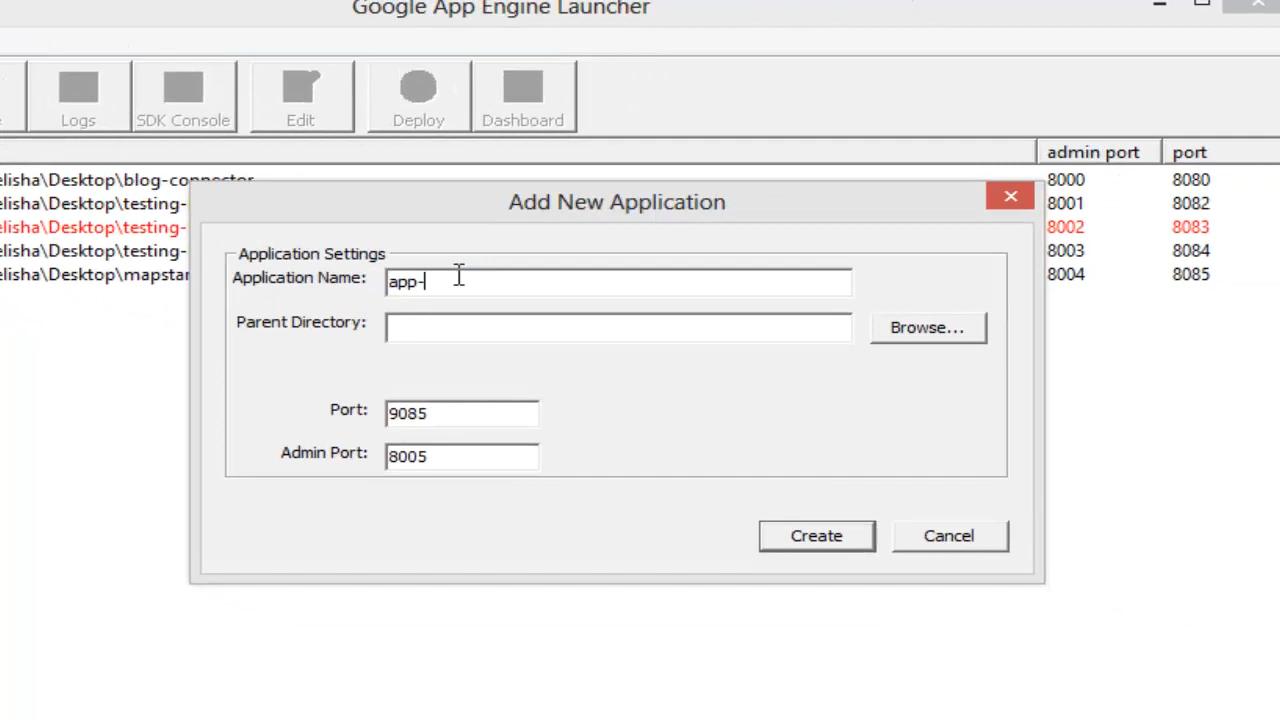 Google App Engine Launcher
Logs SDK Console Edit Deploy Dashboard
admin port port
elisha\Desktop\blog-connector 8000 8080
elisha\Desktop\testing- 8001 8082
elisha\Desktop\testing- 8002 8083
elisha\Desktop\testing- 8003 8084
elisha\Desktop\mapstar 8004 8085
Add New Application
Application Settings
Application Name: app-
Parent Directory: Browse...
Port: 9085
Admin Port: 8005
Create Cancel